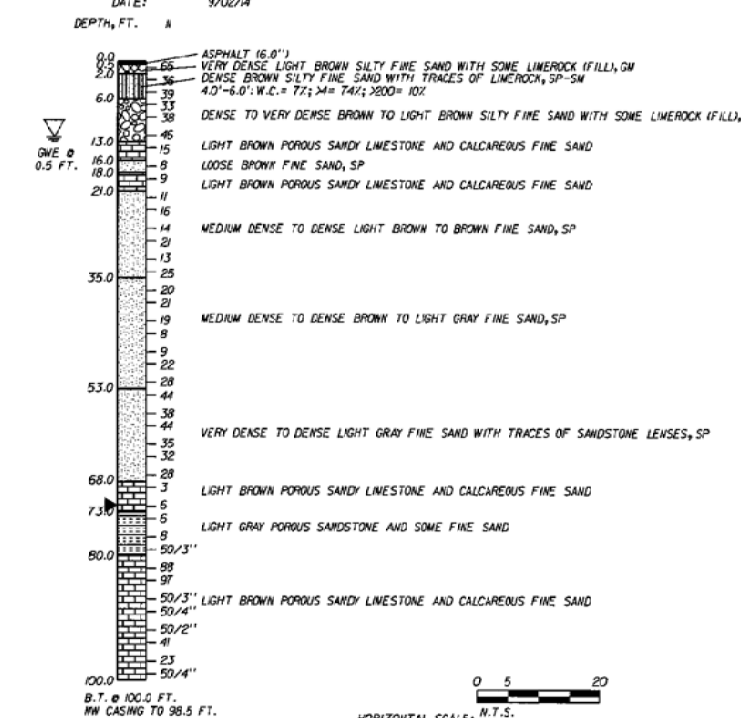 DATE: 9/02/14
DEPTH, FT. N
0.0 ASPHALT (6.0")
0.5 66 VERY DENSE LIGHT BROWN SILTY FINE SAND WITH SOME LIMEROCK (FILL), GM
2.0 36 DENSE BROWN SILTY FINE SAND WITH TRACES OF LIMEROCK, SP-SM
39 4.0'-6.0': W.C.= 7%; >4= 74%; >200= 10%
6.0 33
38 DENSE TO VERY DENSE BROWN TO LIGHT BROWN SILTY FINE SAND WITH SOME LIMEROCK (FILL),
46
GWE @
0.5 FT.
13.0
15 LIGHT BROWN POROUS SANDY LIMESTONE AND CALCAREOUS FINE SAND
16.0
8 LOOSE BROWN FINE SAND, SP
18.0
9 LIGHT BROWN POROUS SANDY LIMESTONE AND CALCAREOUS FINE SAND
21.0
11
16
14 MEDIUM DENSE TO DENSE LIGHT BROWN TO BROWN FINE SAND, SP
21
13
25
35.0
20
21
19 MEDIUM DENSE TO DENSE BROWN TO LIGHT GRAY FINE SAND, SP
8
9
22
28
53.0
44
38
44 VERY DENSE TO DENSE LIGHT GRAY FINE SAND WITH TRACES OF SANDSTONE LENSES, SP
35
32
28
68.0
3 LIGHT BROWN POROUS SANDY LIMESTONE AND CALCAREOUS FINE SAND
6
73.0
6 LIGHT GRAY POROUS SANDSTONE AND SOME FINE SAND
8
50/3"
80.0
88
97
50/3" LIGHT BROWN POROUS SANDY LIMESTONE AND CALCAREOUS FINE SAND
50/4"
50/2"
41
23
50/4"
100.0
B.T. @ 100.0 FT.
NW CASING TO 98.5 FT.
0 5 20
HORIZONTAL SCALE: N.T.S.